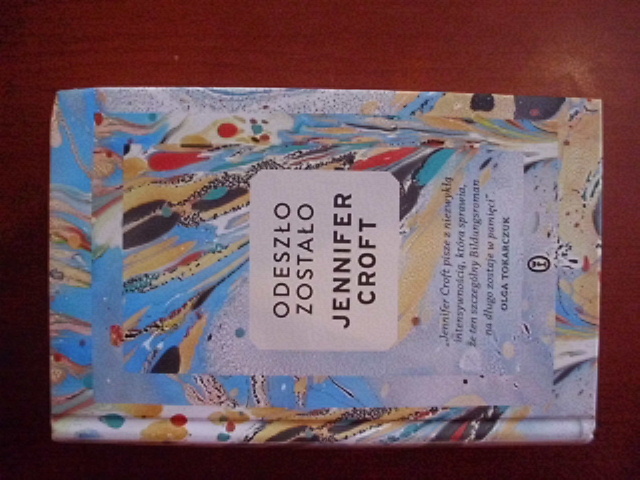 ODESZŁO
ZOSTAŁO
JENNIFER
CROFT
„Jennifer Croft pisze z niezwykłą
intensywnością, która sprawia,
że ten szczególny Bildungsroman
na długo zostaje w pamięci”
OLGA TOKARCZUK